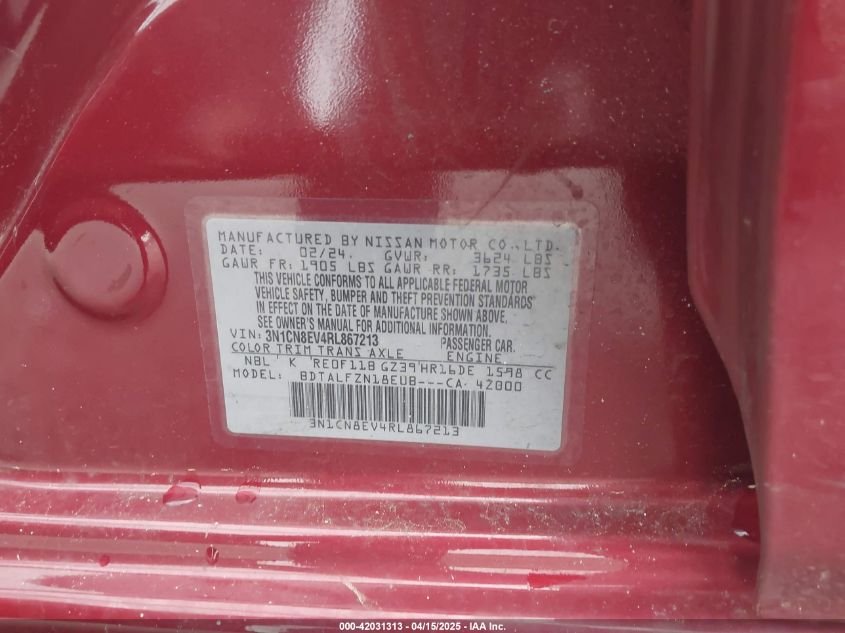 MANUFACTURED BY NISSAN MOTOR CO., LTD.
DATE: 02/24. GVWR: 3624 LBS
GAWR FR: 1905 LBS GAWR RR: 1735 LBS
THIS VEHICLE CONFORMS TO ALL APPLICABLE FEDERAL MOTOR
VEHICLE SAFETY, BUMPER AND THEFT PREVENTION STANDARDS
IN EFFECT ON THE DATE OF MANUFACTURE SHOWN ABOVE.
SEE OWNER'S MANUAL FOR ADDITIONAL INFORMATION.
VIN: 3N1CN8EV4RL867213 PASSENGER CAR.
COLOR TRIM TRANS AXLE ENGINE
NBL K RE0F11B GZ39 HR16DE 1598 CC
MODEL: BDTALFZN18EUB---CA- 42000
3N1CN8EV4RL867213
000-42031313 - 04/15/2025 - IAA Inc.